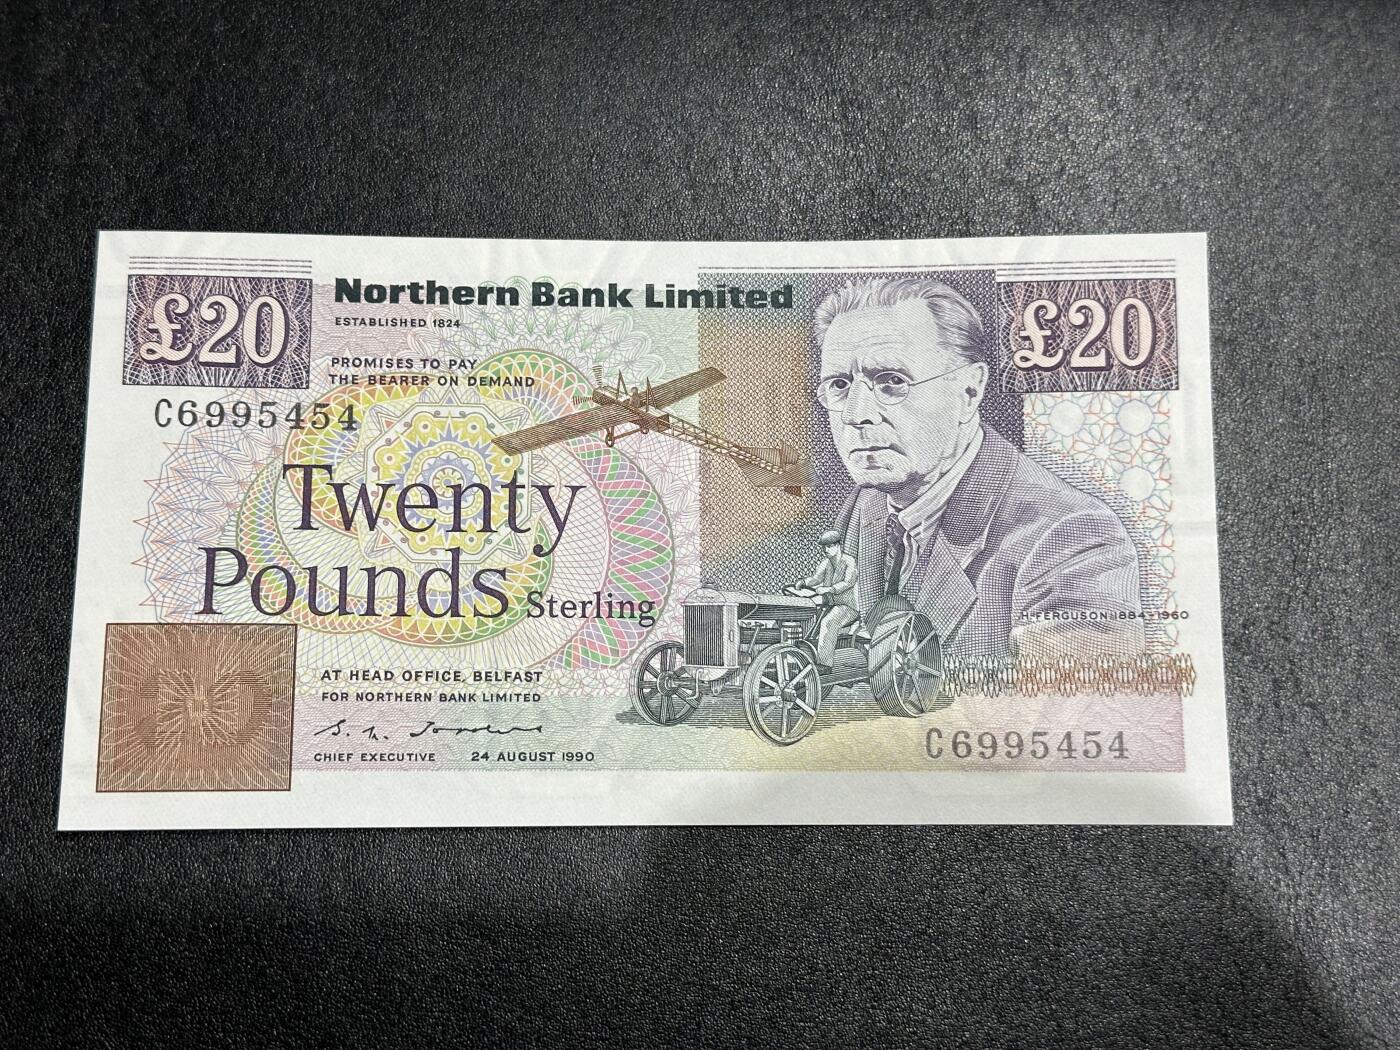 £20
Northern Bank Limited
£20
ESTABLISHED 1824
PROMISES TO PAY
THE BEARER ON DEMAND
C6995454
Twenty
Pounds Sterling
H·FERGUSON·1884-1960
AT HEAD OFFICE, BELFAST
FOR NORTHERN BANK LIMITED
CHIEF EXECUTIVE 24 AUGUST 1990
C6995454